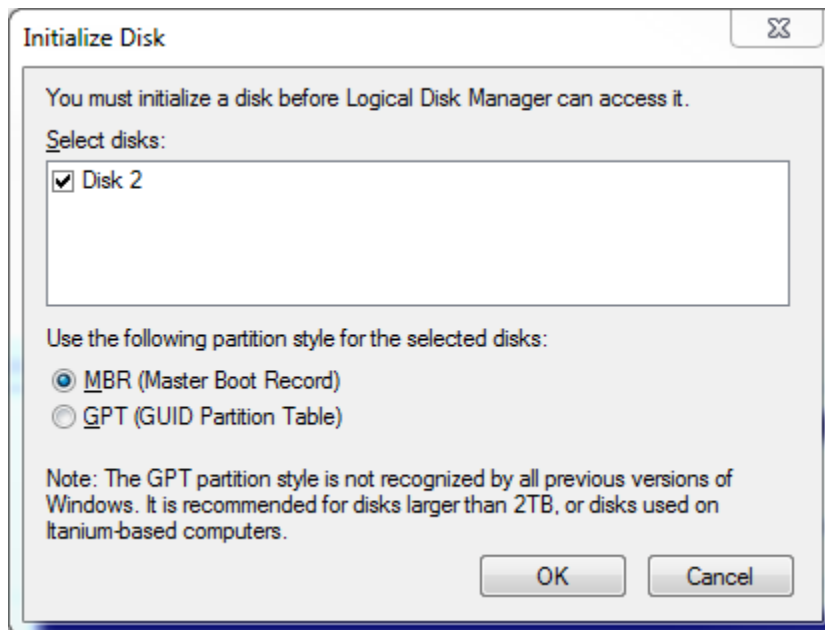 Initialize Disk
You must initialize a disk before Logical Disk Manager can access it.
Select disks:
Disk 2
Use the following partition style for the selected disks:
MBR (Master Boot Record)
GPT (GUID Partition Table)
Note: The GPT partition style is not recognized by all previous versions of
Windows. It is recommended for disks larger than 2TB, or disks used on
Itanium-based computers.
OK Cancel